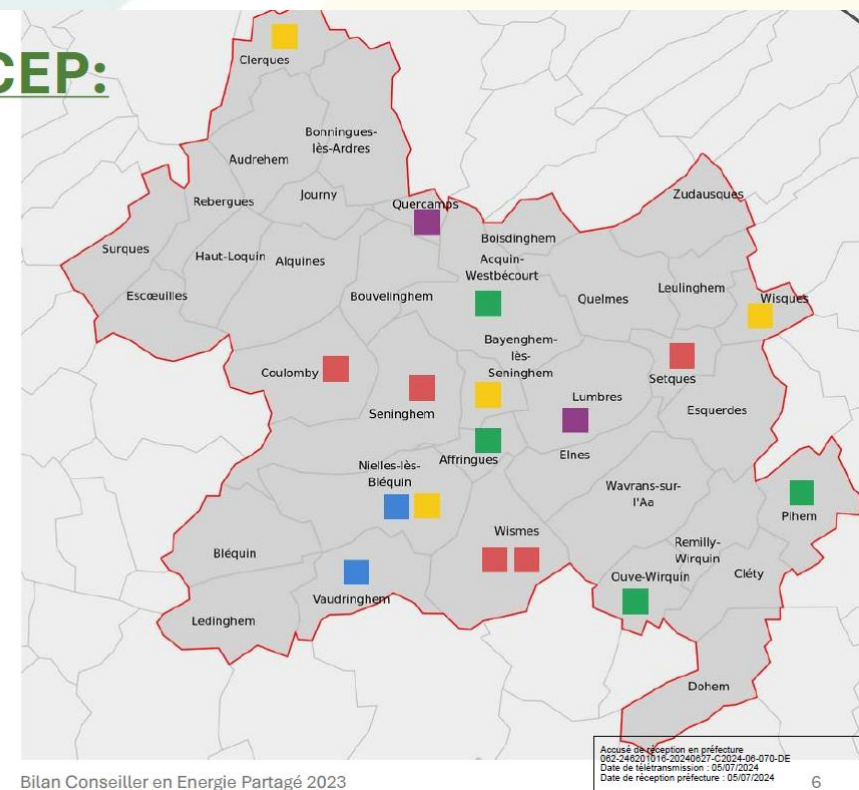 CEP:
Clerques
Bonningues-
lès-Ardres
Audrehem
Journy
Rebergues
Quercamps
Zudausques
Surques
Haut-Loquin
Alquines
Boisdinghem
Acquin-
Westbécourt
Escœuilles
Bouvelinghem
Quelmes
Leulinghem
Wisques
Bayenghem-
lès-
Seninghem
Coulomby
Setques
Seninghem
Lumbres
Esquerdes
Affringues
Elnes
Nielles-lès-
Bléquin
Wavrans-sur-
l'Aa
Pihem
Wismes
Remilly-
Wirquin
Bléquin
Ouve-Wirquin
Cléty
Vaudringhem
Ledinghem
Dohem
Accusé de réception en préfecture
062-246201016-20240627-C2024-06-070-DE
Date de télétransmission : 05/07/2024
Date de réception préfecture : 05/07/2024
Bilan Conseiller en Energie Partagé 2023
6